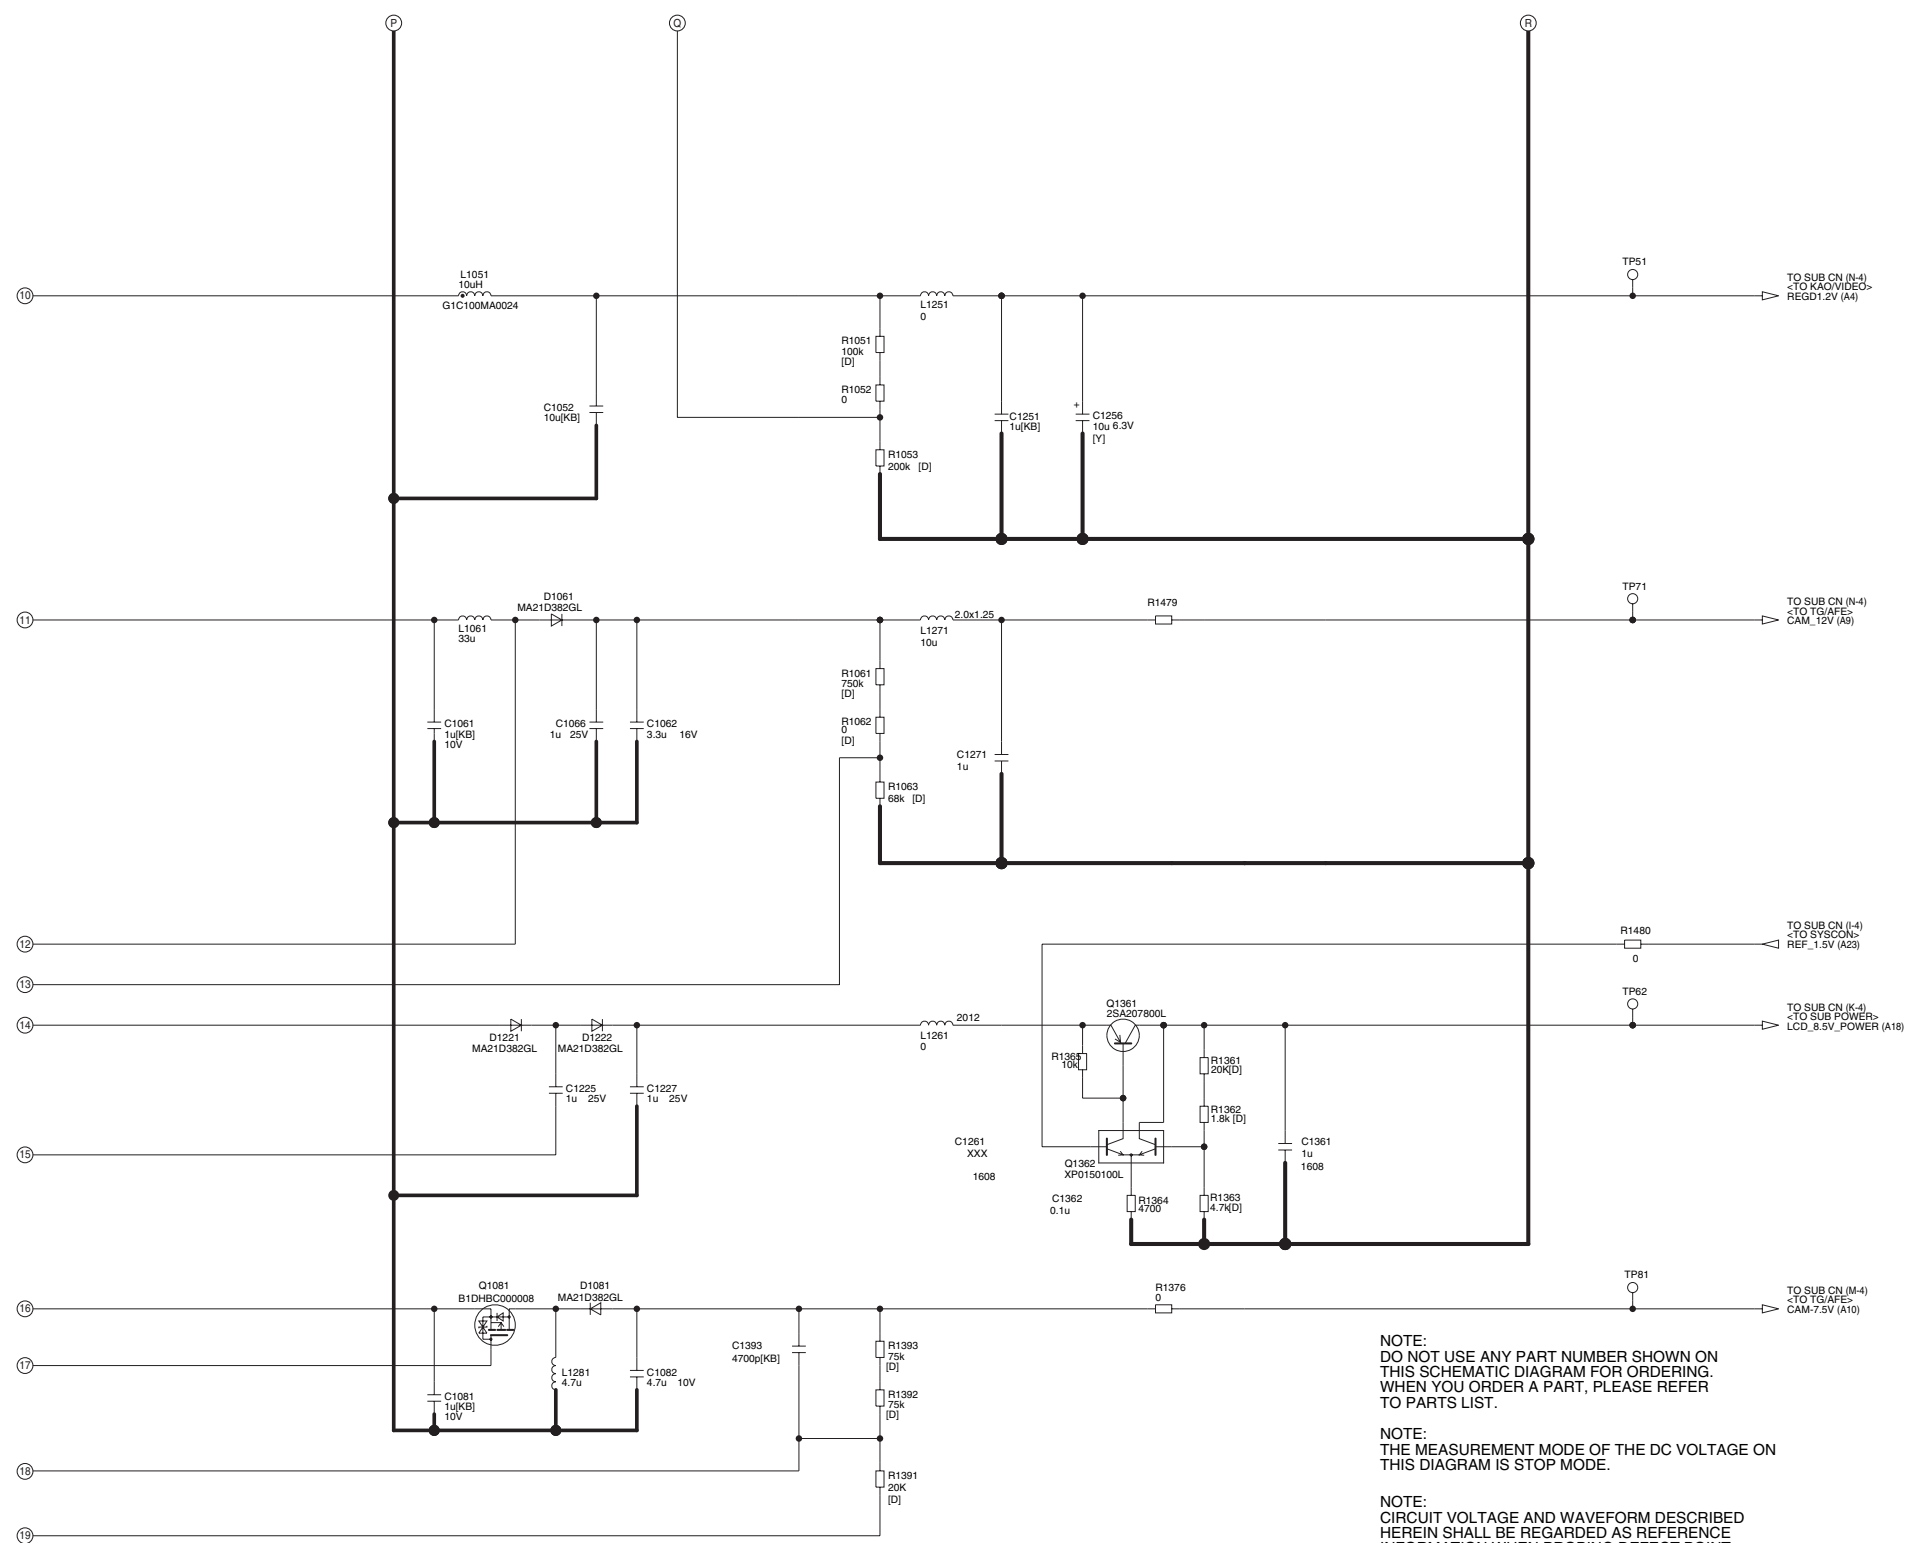 P
Q
R
L1051
10uH
G1C100MA0024
10
L1251
0
TP51
TO SUB CN (N-4)
<TO KAO/VIDEO>
REGD1.2V (A4)
R1051
100k
[D]
R1052
0
C1052
10u[KB]
C1251
1u[KB]
+
C1256
10u 6.3V
[Y]
R1053
200k [D]
11
L1061
33u
D1061
MA21D382GL
2.0x1.25
L1271
10u
R1479
TP71
TO SUB CN (N-4)
<TO TG/AFE>
CAM_12V (A9)
R1061
750k
[D]
C1061
1u[KB]
10V
C1066
1u 25V
C1062
3.3u 16V
R1062
0
[D]
C1271
1u
R1063
68k [D]
12
R1480
0
TO SUB CN (I-4)
<TO SYSCON>
REF_1.5V (A23)
13
14
D1221
MA21D382GL
D1222
MA21D382GL
2012
L1261
0
Q1361
2SA207800L
TP62
TO SUB CN (K-4)
<TO SUB POWER>
LCD_8.5V_POWER (A18)
R1365
10k
R1361
20K[D]
C1225
1u 25V
C1227
1u 25V
R1362
1.8k [D]
15
C1261
XXX
1608
Q1362
XP0150100L
C1361
1u
1608
C1362
0.1u
R1364
4700
R1363
4.7k[D]
16
Q1081
B1DHBC000008
D1081
MA21D382GL
R1376
0
TP81
TO SUB CN (M-4)
<TO TG/AFE>
CAM-7.5V (A10)
17
C1393
4700p[KB]
R1393
75k
[D]
L1281
4.7u
C1082
4.7u 10V
C1081
1u[KB]
10V
R1392
75k
[D]
18
R1391
20K
[D]
19
NOTE:
DO NOT USE ANY PART NUMBER SHOWN ON
THIS SCHEMATIC DIAGRAM FOR ORDERING.
WHEN YOU ORDER A PART, PLEASE REFER
TO PARTS LIST.
NOTE:
THE MEASUREMENT MODE OF THE DC VOLTAGE ON
THIS DIAGRAM IS STOP MODE.
NOTE:
CIRCUIT VOLTAGE AND WAVEFORM DESCRIBED
HEREIN SHALL BE REGARDED AS REFERENCE